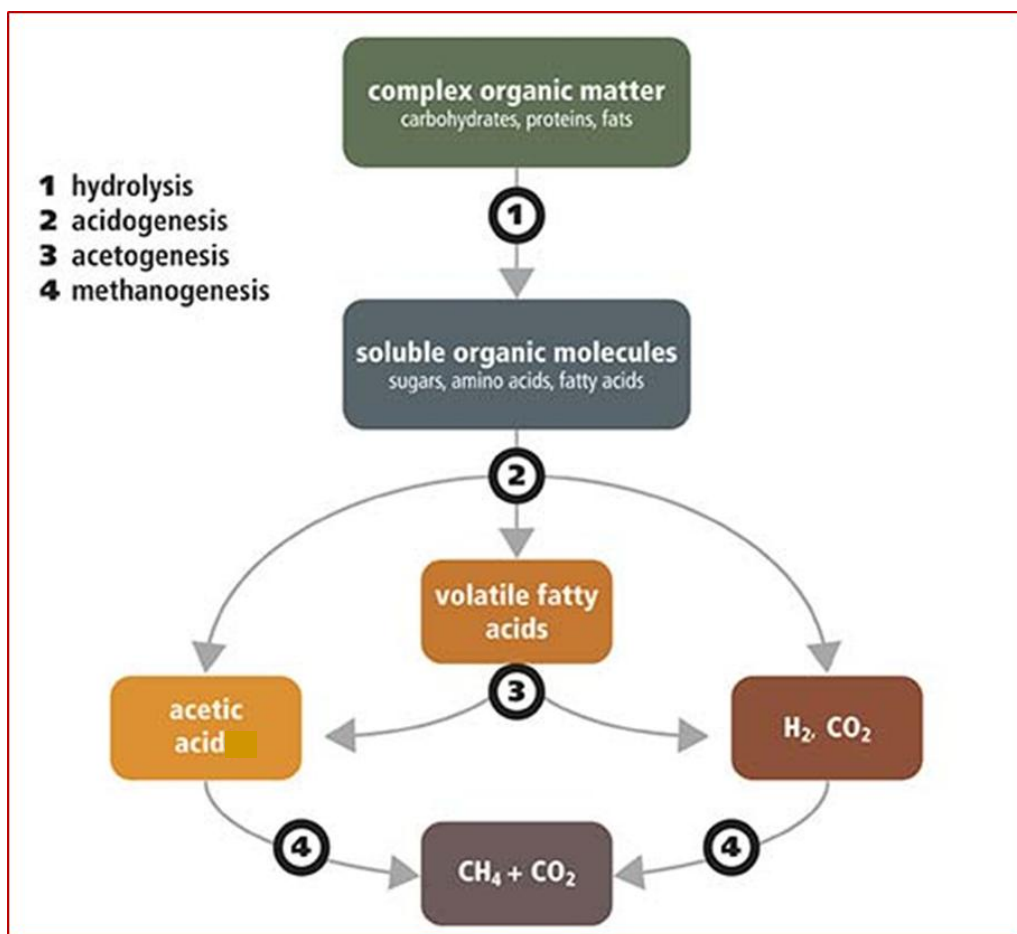 complex organic matter
carbohydrates, proteins, fats
1 hydrolysis
2 acidogenesis
3 acetogenesis
4 methanogenesis
1
soluble organic molecules
sugars, amino acids, fatty acids
2
volatile fatty
acids
3
acetic
acid
H₂, CO₂
4
4
CH₄ + CO₂